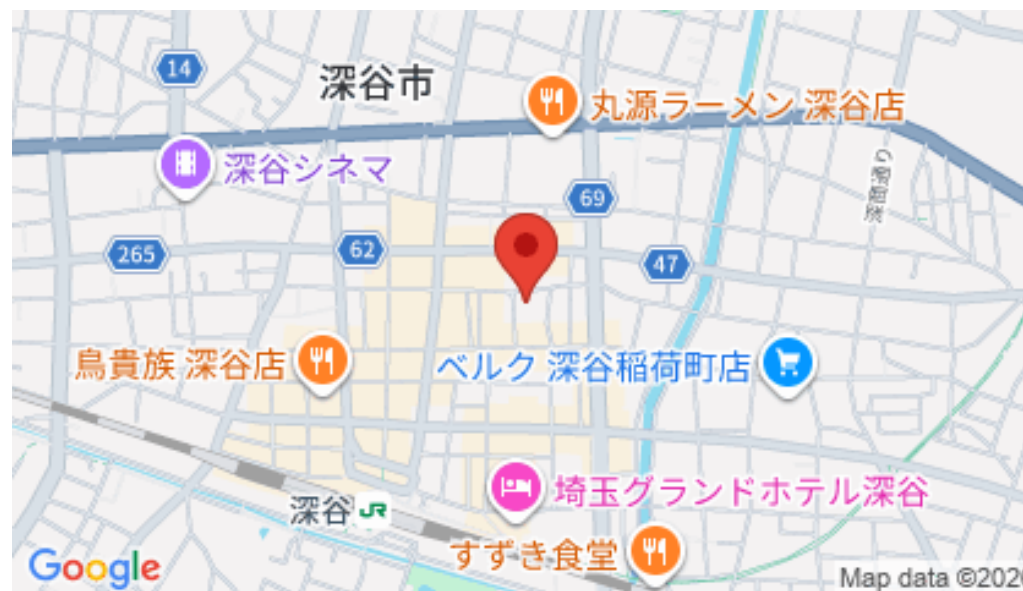 14
深谷市
丸源ラーメン 深谷店
深谷シネマ
69
265
62
47
鳥貴族 深谷店
ベルク 深谷稲荷町店
深谷
JR
埼玉グランドホテル深谷
すずき食堂
Google
Map data ©202